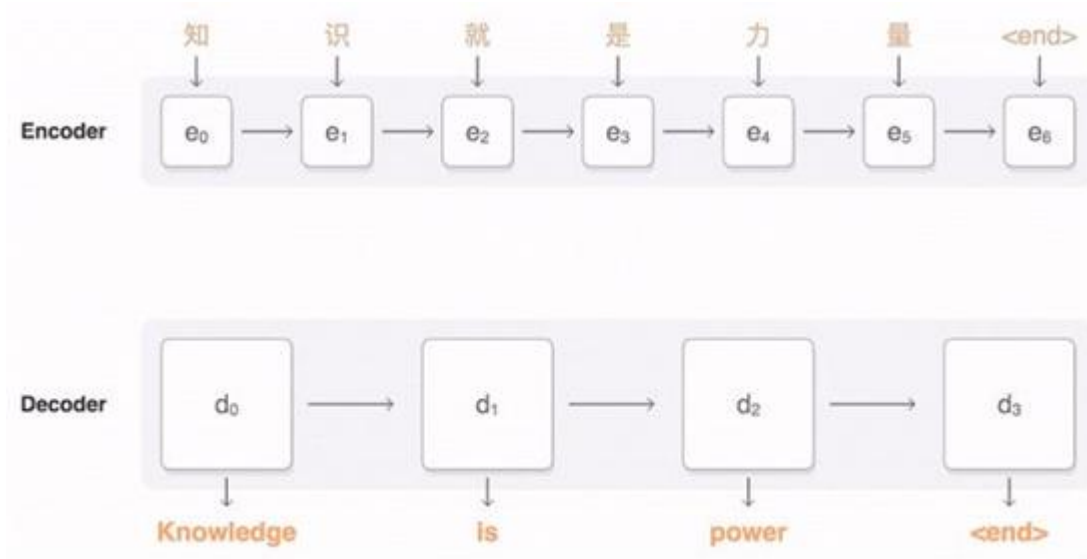 知 识 就 是 力 量 <end>
Encoder e₀ e₁ e₂ e₃ e₄ e₅ e₆
Decoder d₀ d₁ d₂ d₃
Knowledge is power <end>